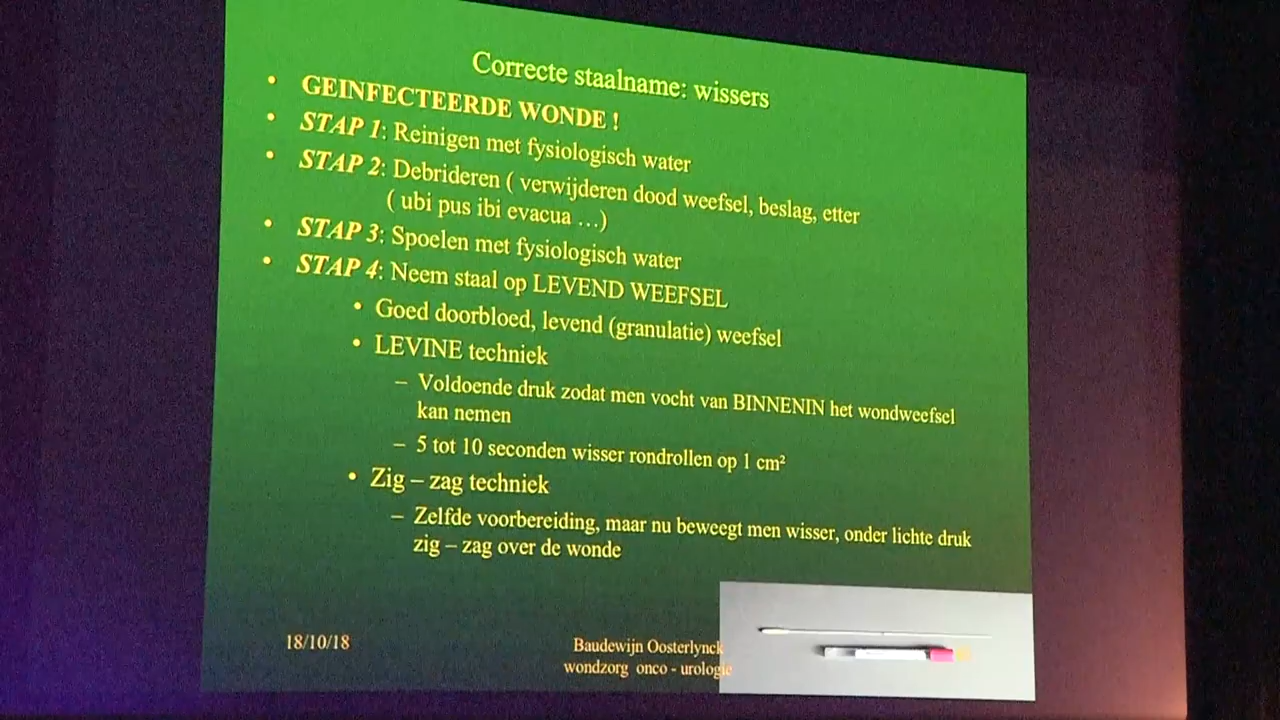 Correcte staalname: wissers
• GEINFECTEERDE WONDE !
• STAP 1: Reinigen met fysiologisch water
• STAP 2: Debrideren ( verwijderen dood weefsel, beslag, etter
( ubi pus ibi evacua …)
• STAP 3: Spoelen met fysiologisch water
• STAP 4: Neem staal op LEVEND WEEFSEL
• Goed doorbloed, levend (granulatie) weefsel
• LEVINE techniek
– Voldoende druk zodat men vocht van BINNENIN het wondweefsel
kan nemen
– 5 tot 10 seconden wisser rondrollen op 1 cm²
• Zig – zag techniek
– Zelfde voorbereiding, maar nu beweegt men wisser, onder lichte druk
zig – zag over de wonde
18/10/18
Baudewijn Oosterlynck
wondzorg onco - urologie